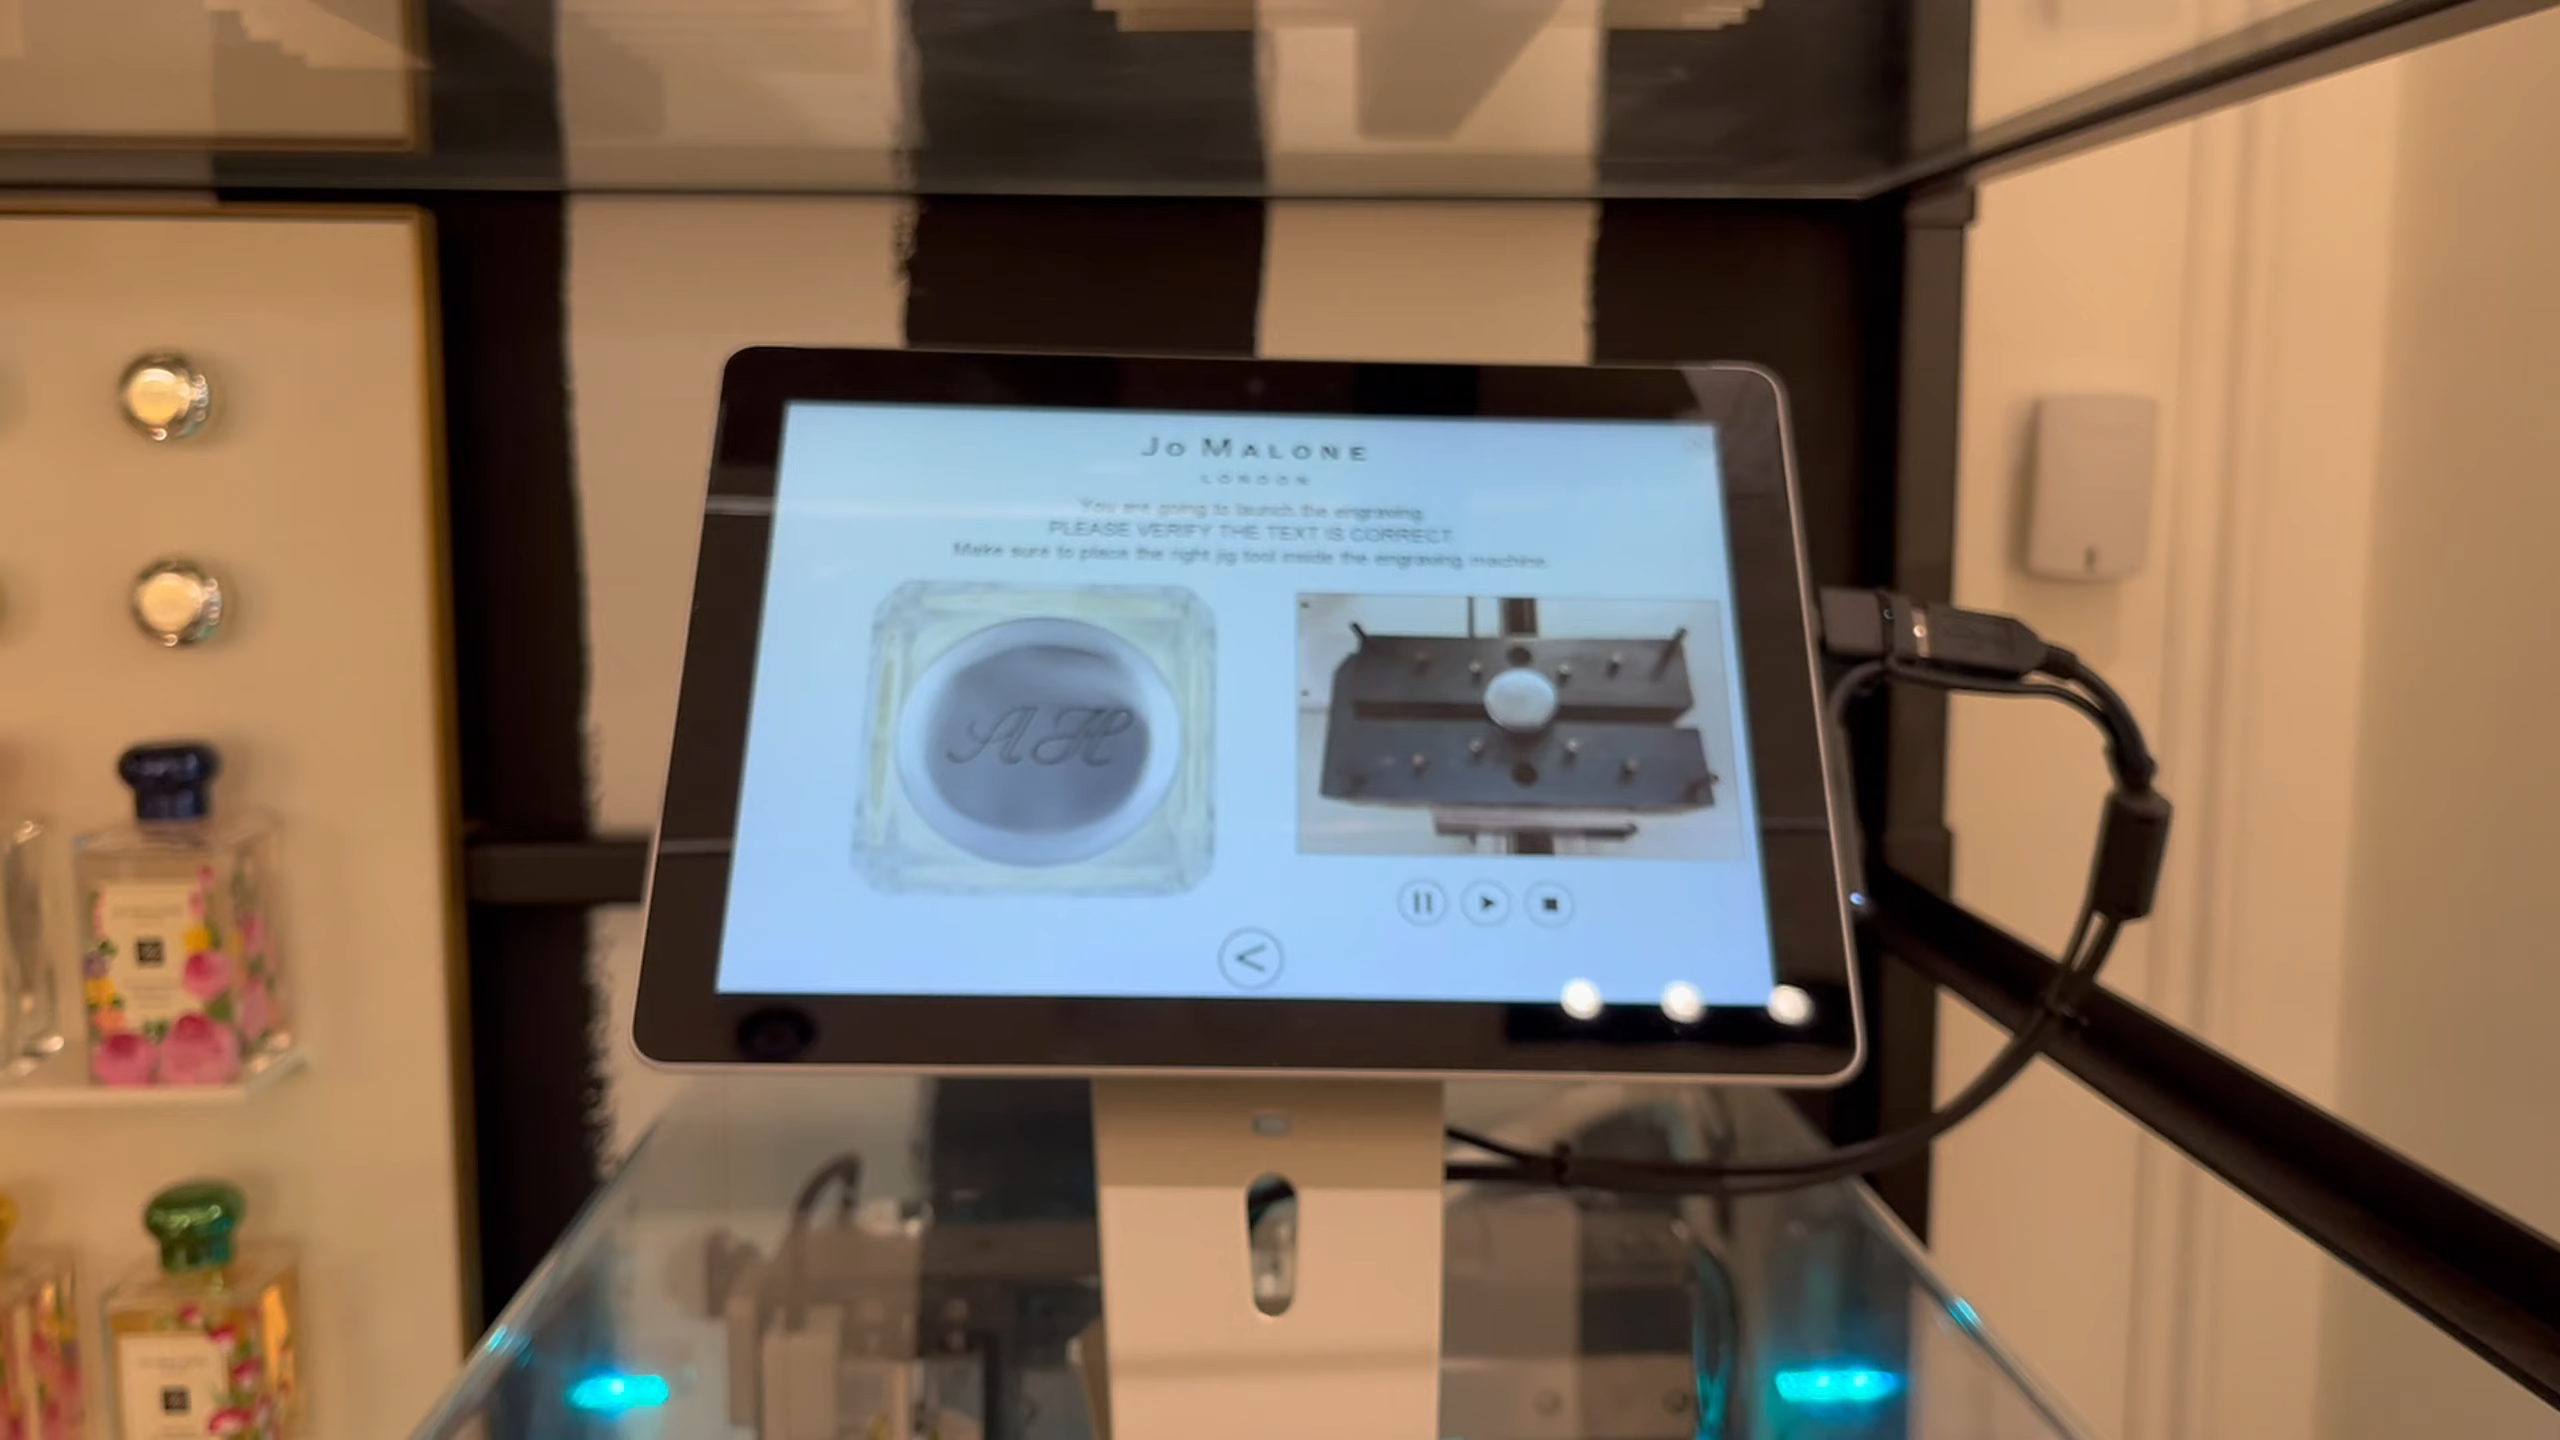 JO MALONE
LONDON
You are going to launch the engraving
PLEASE VERIFY THE TEXT IS CORRECT
Make sure to place the right jig tool inside the engraving machine.
AH